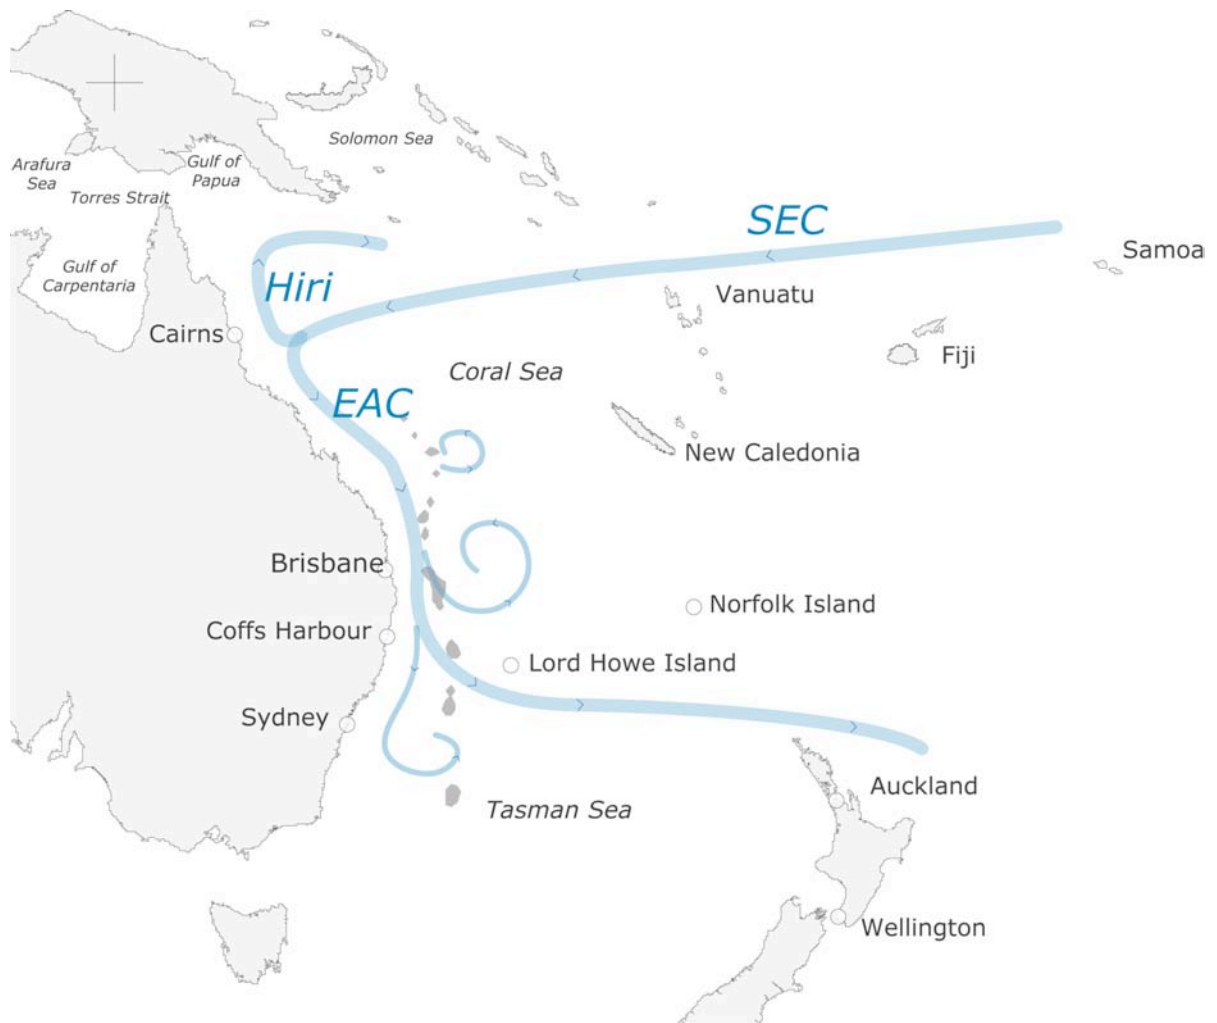 Solomon Sea
Arafura
Sea
Gulf of
Papua
Torres Strait
SEC
Samoa
Gulf of
Carpentaria
Hiri
Vanuatu
Cairns
Fiji
Coral Sea
EAC
New Caledonia
Brisbane
Norfolk Island
Coffs Harbour
Lord Howe Island
Sydney
Auckland
Tasman Sea
Wellington